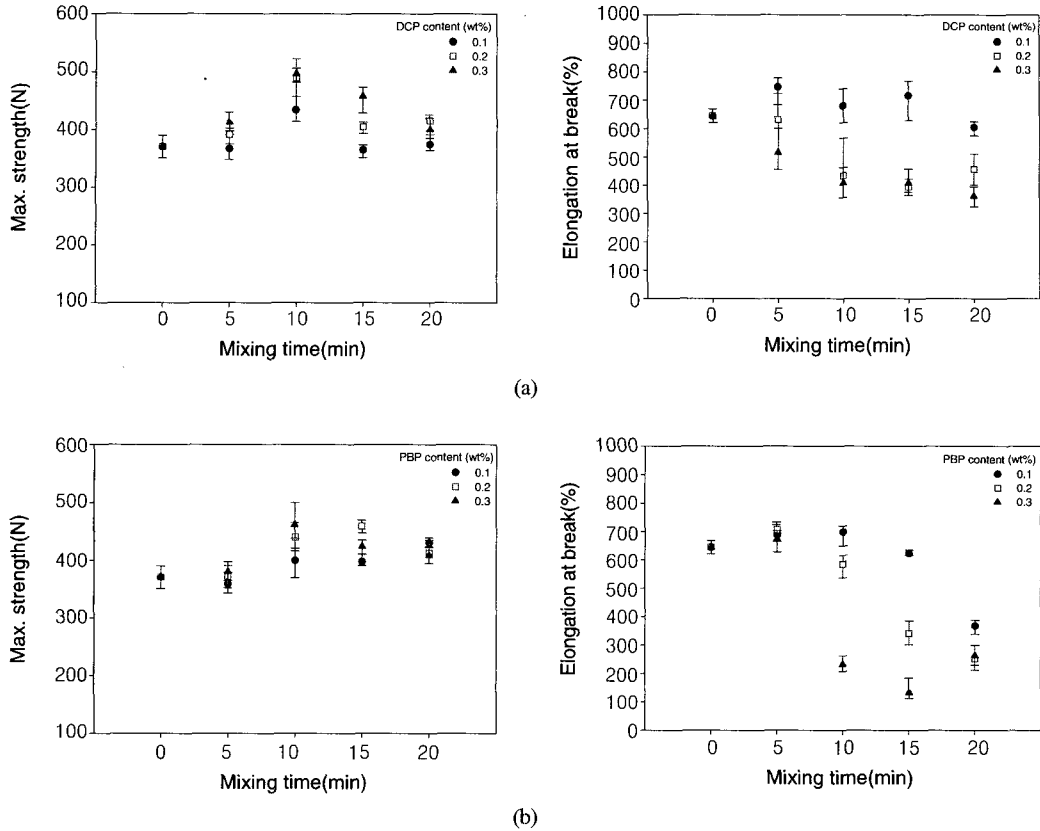 DCP content (wt%)
0.1
0.2
0.3
600
500
400
300
200
100
Max. strength(N)
0 5 10 15 20
Mixing time(min)
DCP content (wt%)
0.1
0.2
0.3
1000
900
800
700
600
500
400
300
200
100
0
Elongation at break(%)
0 5 10 15 20
Mixing time(min)
(a)
PBP content (wt%)
0.1
0.2
0.3
600
500
400
300
200
100
Max. strength(N)
0 5 10 15 20
Mixing time(min)
PBP content (wt%)
0.1
0.2
0.3
1000
900
800
700
600
500
400
300
200
100
0
Elongation at break(%)
0 5 10 15 20
Mixing time(min)
(b)